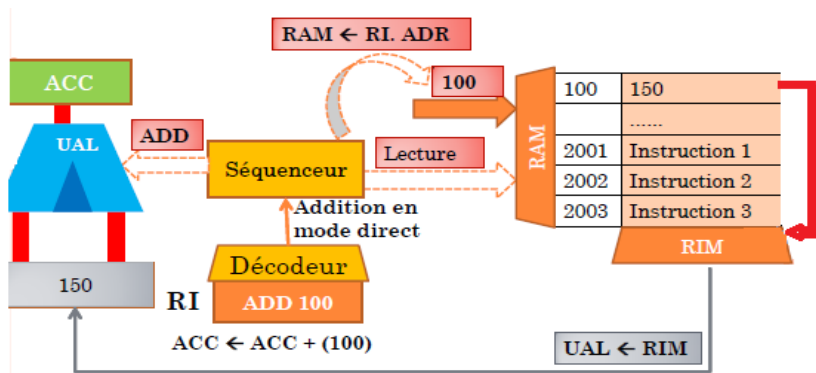 RAM ← RI. ADR
ACC
100
100 150
......
ADD
UAL
Lecture
RAM
Séquenceur
2001 Instruction 1
2002 Instruction 2
2003 Instruction 3
Addition en
mode direct
Décodeur
RIM
150
RI
ADD 100
ACC ← ACC + (100)
UAL ← RIM